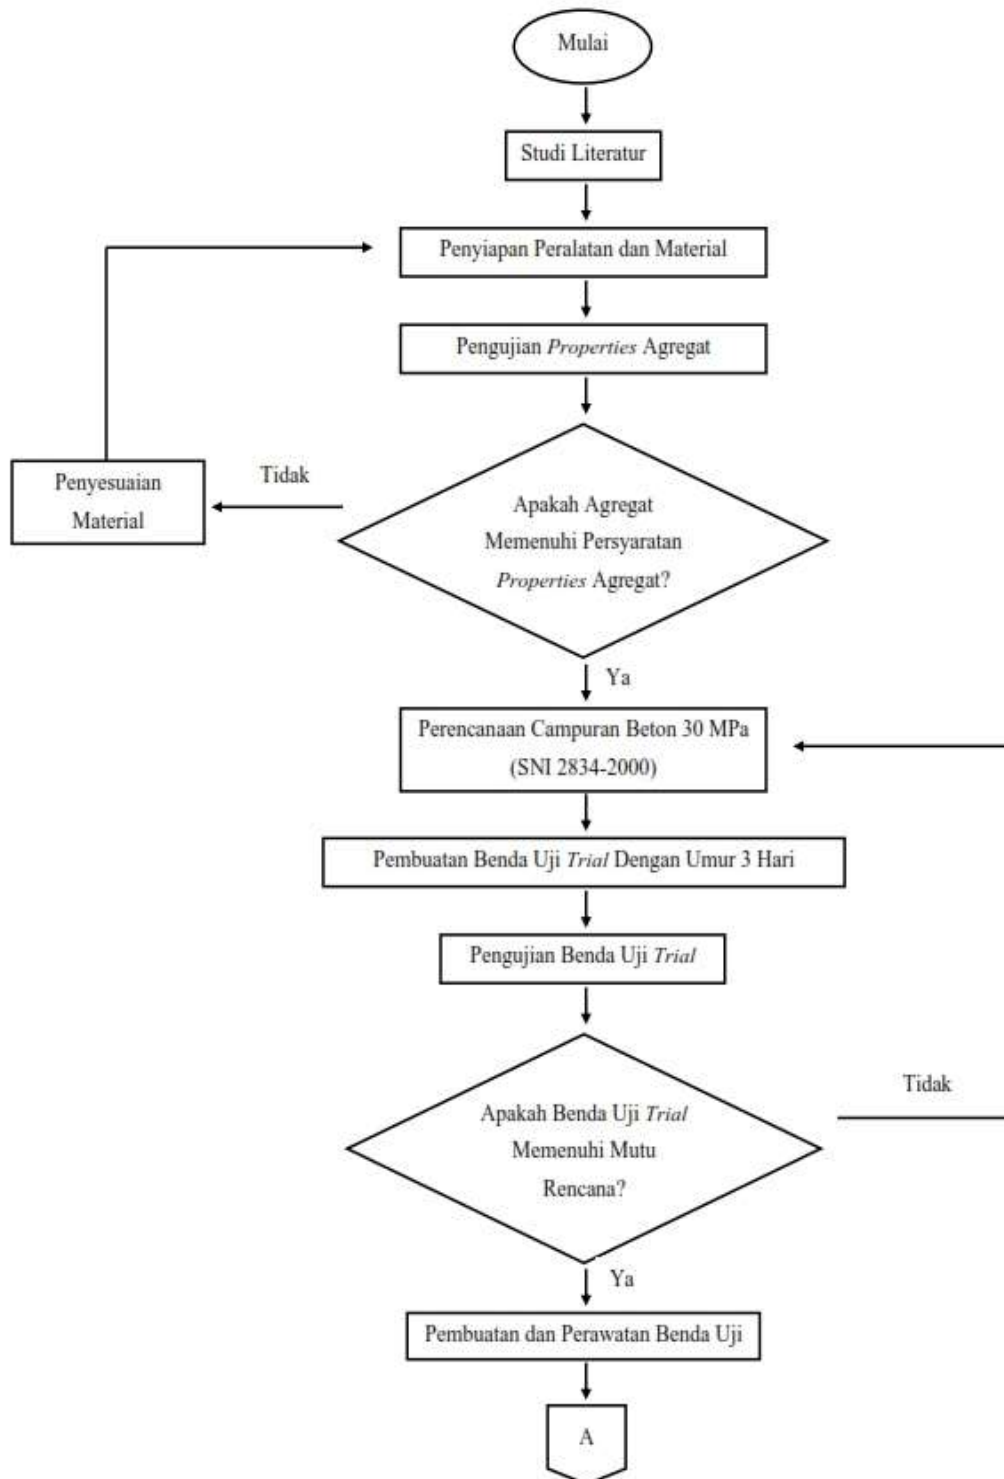 Mulai
Studi Literatur
Penyiapan Peralatan dan Material
Pengujian Properties Agregat
Penyesuaian
Material
Tidak
Apakah Agregat
Memenuhi Persyaratan
Properties Agregat?
Ya
Perencanaan Campuran Beton 30 MPa
(SNI 2834-2000)
Pembuatan Benda Uji Trial Dengan Umur 3 Hari
Pengujian Benda Uji Trial
Apakah Benda Uji Trial
Memenuhi Mutu
Rencana?
Tidak
Ya
Pembuatan dan Perawatan Benda Uji
A